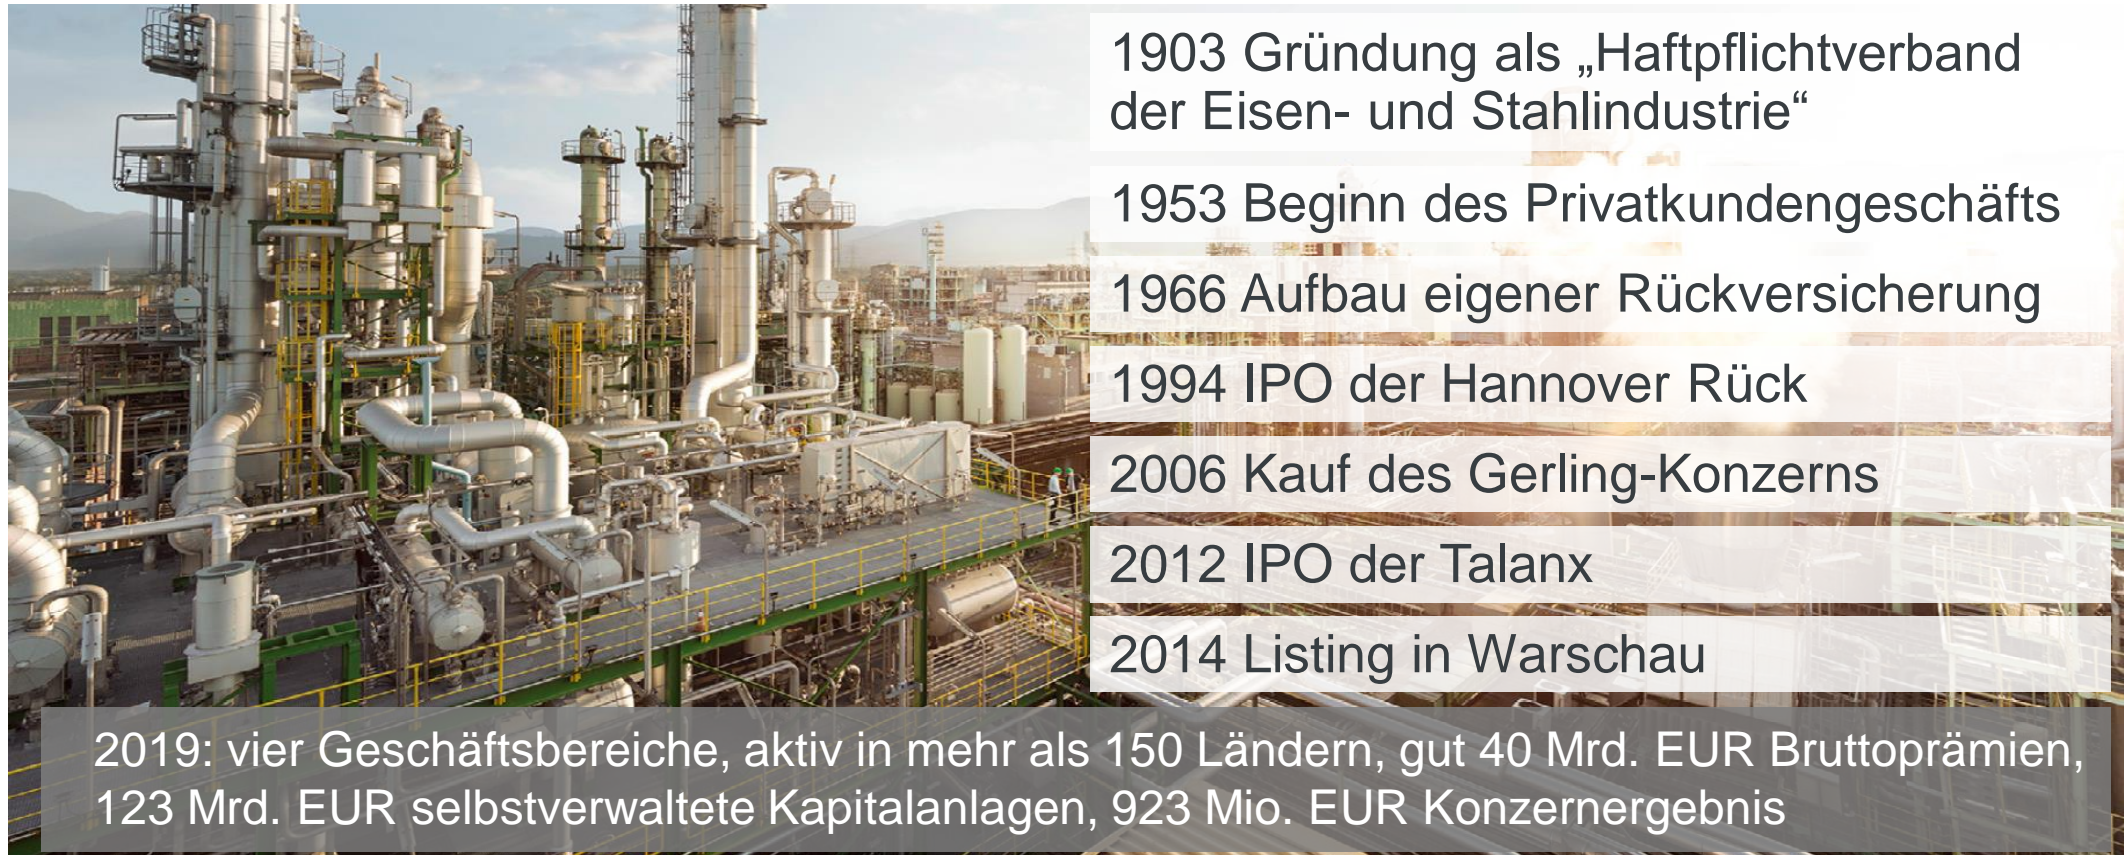 1903 Gründung als „Haftpflichtverband
der Eisen- und Stahlindustrie“
1953 Beginn des Privatkundengeschäfts
1966 Aufbau eigener Rückversicherung
1994 IPO der Hannover Rück
2006 Kauf des Gerling-Konzerns
2012 IPO der Talanx
2014 Listing in Warschau
2019: vier Geschäftsbereiche, aktiv in mehr als 150 Ländern, gut 40 Mrd. EUR Bruttoprämien,
123 Mrd. EUR selbstverwaltete Kapitalanlagen, 923 Mio. EUR Konzernergebnis